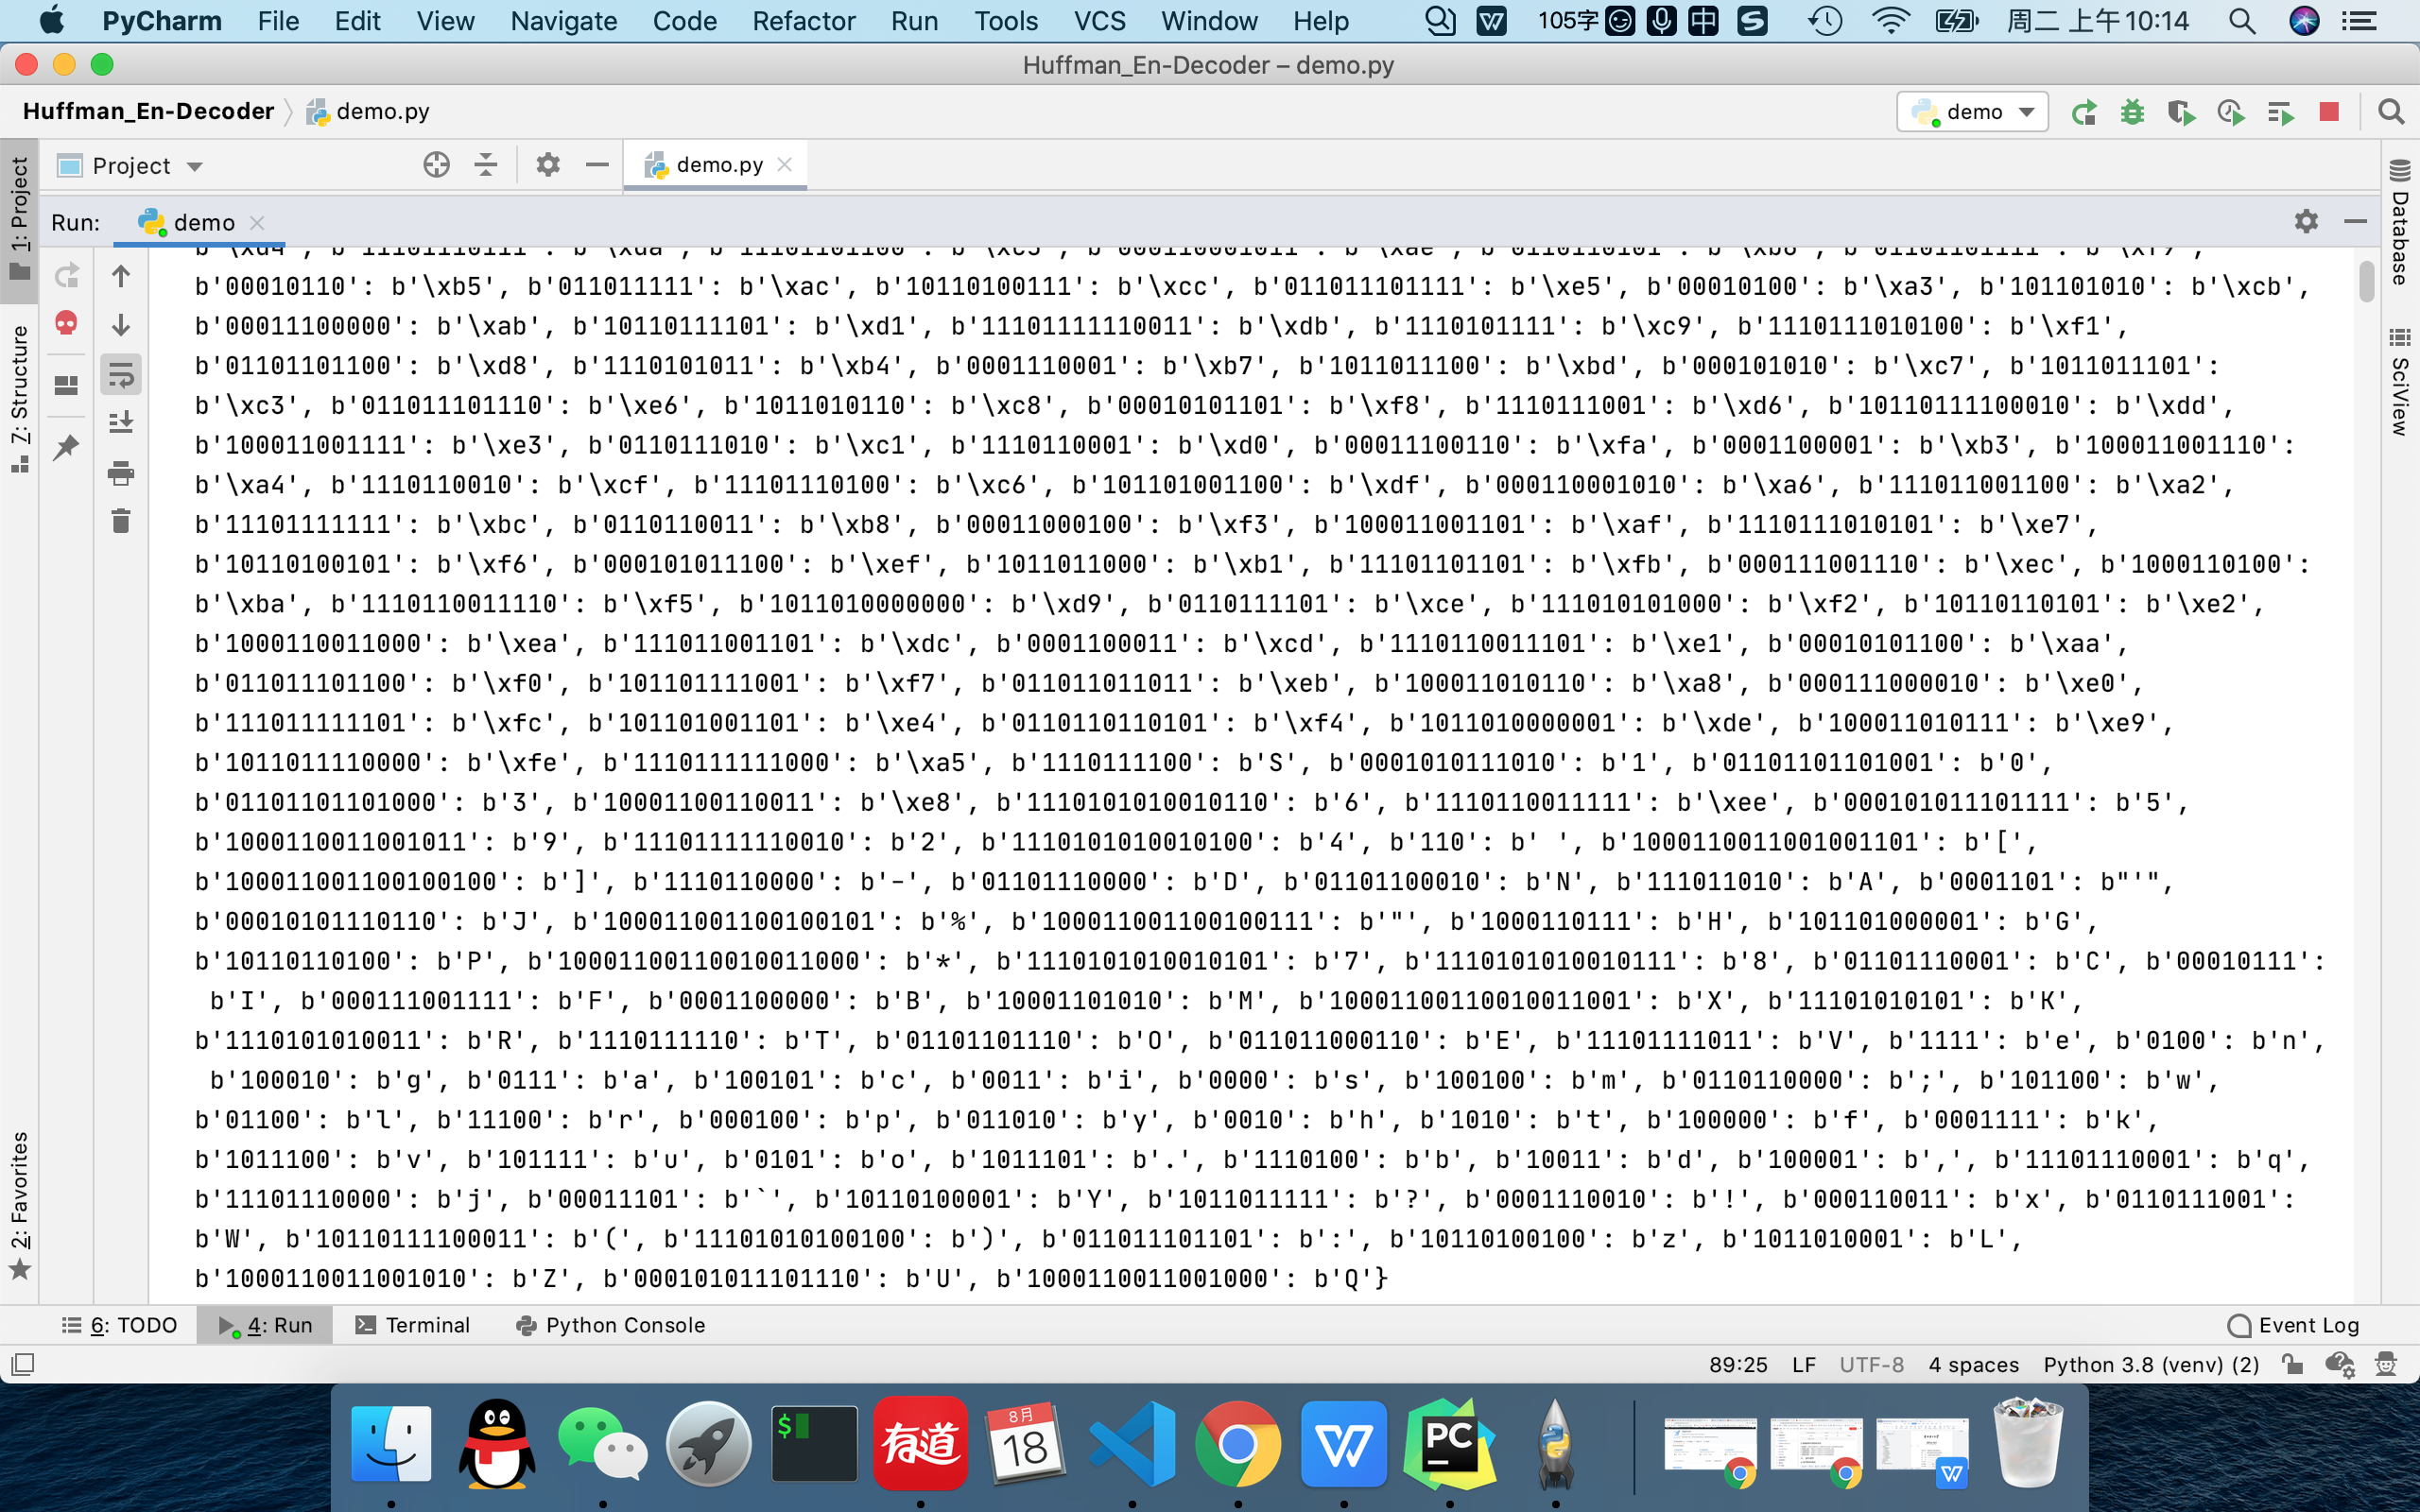 PyCharm File Edit View Navigate Code Refactor Run Tools VCS Window Help 105字 中 S 周二 上午10:14
Huffman_En-Decoder – demo.py
Huffman_En-Decoder demo.py demo
Project demo.py
Run: demo
b'00010110': b'\xb5', b'011011111': b'\xac', b'10110100111': b'\xcc', b'011011101111': b'\xe5', b'00010100': b'\xa3', b'101101010': b'\xcb',
b'00011100000': b'\xab', b'10110111101': b'\xd1', b'11101111110011': b'\xdb', b'1110101111': b'\xc9', b'1110111010100': b'\xf1',
b'01101101100': b'\xd8', b'1110101011': b'\xb4', b'0001110001': b'\xb7', b'1011011100': b'\xbd', b'000101010': b'\xc7', b'1011011101':
b'\xc3', b'011011101110': b'\xe6', b'1011010110': b'\xc8', b'00010101101': b'\xf8', b'1110111001': b'\xd6', b'10110111100010': b'\xdd',
b'100011001111': b'\xe3', b'0110111010': b'\xc1', b'1110110001': b'\xd0', b'00011100110': b'\xfa', b'0001100001': b'\xb3', b'100011001110':
b'\xa4', b'1110110010': b'\xcf', b'11101110100': b'\xc6', b'101101001100': b'\xdf', b'000110001010': b'\xa6', b'111011001100': b'\xa2',
b'11101111111': b'\xbc', b'0110110011': b'\xb8', b'00011000100': b'\xf3', b'100011001101': b'\xaf', b'1110111010101': b'\xe7',
b'10110100101': b'\xf6', b'000101011100': b'\xef', b'1011011000': b'\xb1', b'11101101101': b'\xfb', b'000111001110': b'\xec', b'1000110100':
b'\xba', b'1110110011110': b'\xf5', b'1011010000000': b'\xd9', b'0110111101': b'\xce', b'111010101000': b'\xf2', b'10110110101': b'\xe2',
b'1000110011000': b'\xea', b'111011001101': b'\xdc', b'0001100011': b'\xcd', b'1110110011101': b'\xe1', b'00010101100': b'\xaa',
b'011011101100': b'\xf0', b'101101111001': b'\xf7', b'011011011011': b'\xeb', b'100011010110': b'\xa8', b'000111000010': b'\xe0',
b'111011111101': b'\xfc', b'101101001101': b'\xe4', b'0110110110101': b'\xf4', b'1011010000001': b'\xde', b'100011010111': b'\xe9',
b'1011011110000': b'\xfe', b'1110111111000': b'\xa5', b'1110111100': b'S', b'0001010111010': b'1', b'01101101101001': b'0',
b'01101101101000': b'3', b'10001100110011': b'\xe8', b'1110101010010110': b'6', b'1110110011111': b'\xee', b'000101011101111': b'5',
b'1000110011001011': b'9', b'11101111110010': b'2', b'1110101010010100': b'4', b'110': b' ', b'1000110011001001101': b'[',
b'100011001100100100': b']', b'1110110000': b'-', b'01101110000': b'D', b'01101100010': b'N', b'111011010': b'A', b'0001101': b"'",
b'00010101110110': b'J', b'100011001100100101': b'%', b'100011001100100111': b'"', b'1000110111': b'H', b'101101000001': b'G',
b'10110110100': b'P', b'10001100110010011000': b'*', b'1110101010010101': b'7', b'1110101010010111': b'8', b'01101110001': b'C', b'00010111':
b'I', b'000111001111': b'F', b'0001100000': b'B', b'10001101010': b'M', b'10001100110010011001': b'X', b'11101010101': b'K',
b'1110101010011': b'R', b'1110111110': b'T', b'01101101110': b'O', b'011011000110': b'E', b'11101111011': b'V', b'1111': b'e', b'0100': b'n',
b'100010': b'g', b'0111': b'a', b'100101': b'c', b'0011': b'i', b'0000': b's', b'100100': b'm', b'0110110000': b';', b'101100': b'w',
b'01100': b'l', b'11100': b'r', b'000100': b'p', b'011010': b'y', b'0010': b'h', b'1010': b't', b'100000': b'f', b'0001111': b'k',
b'1011100': b'v', b'101111': b'u', b'0101': b'o', b'1011101': b'.', b'1110100': b'b', b'10011': b'd', b'100001': b',', b'11101110001': b'q',
b'11101110000': b'j', b'00011101': b'`', b'10110100001': b'Y', b'1011011111': b'?', b'0001110010': b'!', b'000110011': b'x', b'0110111001':
b'W', b'10110111100011': b'(', b'11101010100100': b')', b'011011101101': b':', b'10110100100': b'z', b'1011010001': b'L',
b'1000110011001010': b'Z', b'000101011101110': b'U', b'1000110011001000': b'Q'}
1: Project
7: Structure
2: Favorites
Database
SciView
6: TODO 4: Run Terminal Python Console Event Log
89:25 LF UTF-8 4 spaces Python 3.8 (venv) (2)
$ 有道 8月 18 W PC